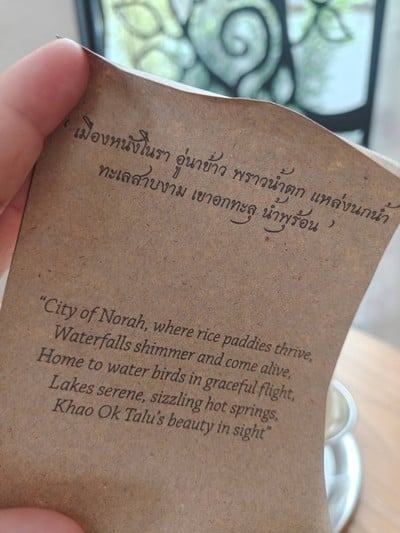 ‘ เมืองหนังโนรา อู่นาข้าว พราวน้ำตก แหล่งนกน้ำ
ทะเลสาบงาม เขาอกทะลุ น้ำพุร้อน ’
“City of Norah, where rice paddies thrive,
Waterfalls shimmer and come alive,
Home to water birds in graceful flight,
Lakes serene, sizzling hot springs,
Khao Ok Talu's beauty in sight”